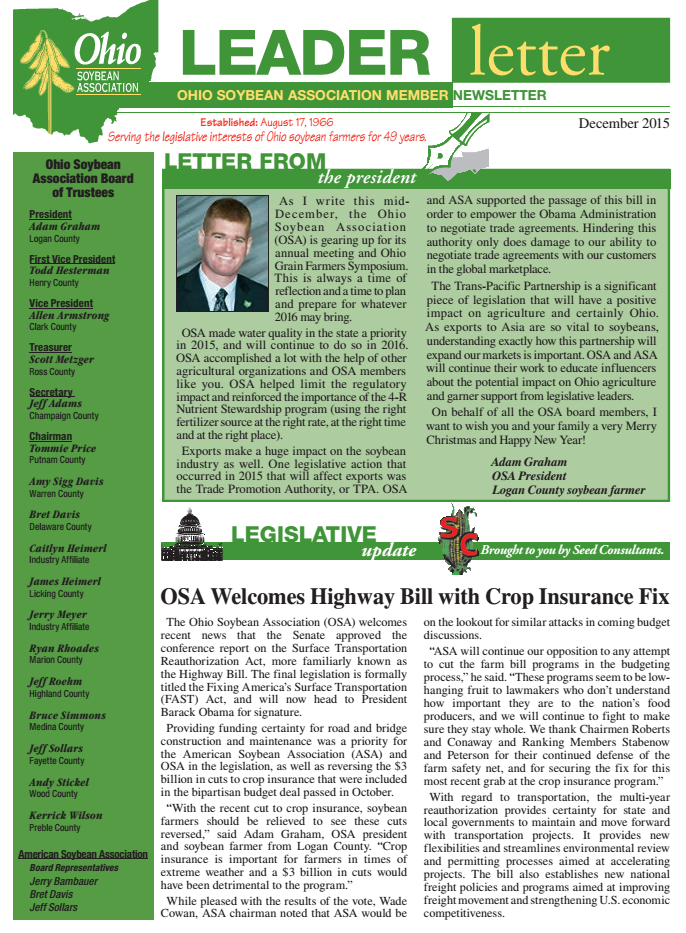 Ohio
SOYBEAN
ASSOCIATION
LEADER letter
OHIO SOYBEAN ASSOCIATION MEMBER NEWSLETTER
Established: August 17, 1966
Serving the legislative interests of Ohio soybean farmers for 49 years.
December 2015
Ohio Soybean
Association Board
of Trustees
President
Adam Graham
Logan County
First Vice President
Todd Hesterman
Henry County
Vice President
Allen Armstrong
Clark County
Treasurer
Scott Metzger
Ross County
Secretary
Jeff Adams
Champaign County
Chairman
Tommie Price
Putnam County
Amy Sigg Davis
Warren County
Bret Davis
Delaware County
Caitlyn Heimerl
Industry Affiliate
James Heimerl
Licking County
Jerry Meyer
Industry Affiliate
Ryan Rhoades
Marion County
Jeff Roehm
Highland County
Bruce Simmons
Medina County
Jeff Sollars
Fayette County
Andy Stickel
Wood County
Kerrick Wilson
Preble County
American Soybean Association
Board Representatives
Jerry Bambauer
Bret Davis
Jeff Sollars
LETTER FROM
the president
As I write this mid-
December, the Ohio
Soybean Association
(OSA) is gearing up for its
annual meeting and Ohio
Grain Farmers Symposium.
This is always a time of
reflection and a time to plan
and prepare for whatever
2016 may bring.
OSA made water quality in the state a priority
in 2015, and will continue to do so in 2016.
OSA accomplished a lot with the help of other
agricultural organizations and OSA members
like you. OSA helped limit the regulatory
impact and reinforced the importance of the 4-R
Nutrient Stewardship program (using the right
fertilizer source at the right rate, at the right time
and at the right place).
Exports make a huge impact on the soybean
industry as well. One legislative action that
occurred in 2015 that will affect exports was
the Trade Promotion Authority, or TPA. OSA
and ASA supported the passage of this bill in
order to empower the Obama Administration
to negotiate trade agreements. Hindering this
authority only does damage to our ability to
negotiate trade agreements with our customers
in the global marketplace.
The Trans-Pacific Partnership is a significant
piece of legislation that will have a positive
impact on agriculture and certainly Ohio.
As exports to Asia are so vital to soybeans,
understanding exactly how this partnership will
expand our markets is important. OSA and ASA
will continue their work to educate influencers
about the potential impact on Ohio agriculture
and garner support from legislative leaders.
On behalf of all the OSA board members, I
want to wish you and your family a very Merry
Christmas and Happy New Year!
Adam Graham
OSA President
Logan County soybean farmer
LEGISLATIVE
update
SC
Brought to you by Seed Consultants.
OSA Welcomes Highway Bill with Crop Insurance Fix
The Ohio Soybean Association (OSA) welcomes
recent news that the Senate approved the
conference report on the Surface Transportation
Reauthorization Act, more familiarly known as
the Highway Bill. The final legislation is formally
titled the Fixing America's Surface Transportation
(FAST) Act, and will now head to President
Barack Obama for signature.
Providing funding certainty for road and bridge
construction and maintenance was a priority for
the American Soybean Association (ASA) and
OSA in the legislation, as well as reversing the $3
billion in cuts to crop insurance that were included
in the bipartisan budget deal passed in October.
“With the recent cut to crop insurance, soybean
farmers should be relieved to see these cuts
reversed,” said Adam Graham, OSA president
and soybean farmer from Logan County. “Crop
insurance is important for farmers in times of
extreme weather and a $3 billion in cuts would
have been detrimental to the program.”
While pleased with the results of the vote, Wade
Cowan, ASA chairman noted that ASA would be
on the lookout for similar attacks in coming budget
discussions.
“ASA will continue our opposition to any attempt
to cut the farm bill programs in the budgeting
process,” he said. “These programs seem to be low-
hanging fruit to lawmakers who don't understand
how important they are to the nation's food
producers, and we will continue to fight to make
sure they stay whole. We thank Chairmen Roberts
and Conaway and Ranking Members Stabenow
and Peterson for their continued defense of the
farm safety net, and for securing the fix for this
most recent grab at the crop insurance program.”
With regard to transportation, the multi-year
reauthorization provides certainty for state and
local governments to maintain and move forward
with transportation projects. It provides new
flexibilities and streamlines environmental review
and permitting processes aimed at accelerating
projects. The bill also establishes new national
freight policies and programs aimed at improving
freight movement and strengthening U.S. economic
competitiveness.